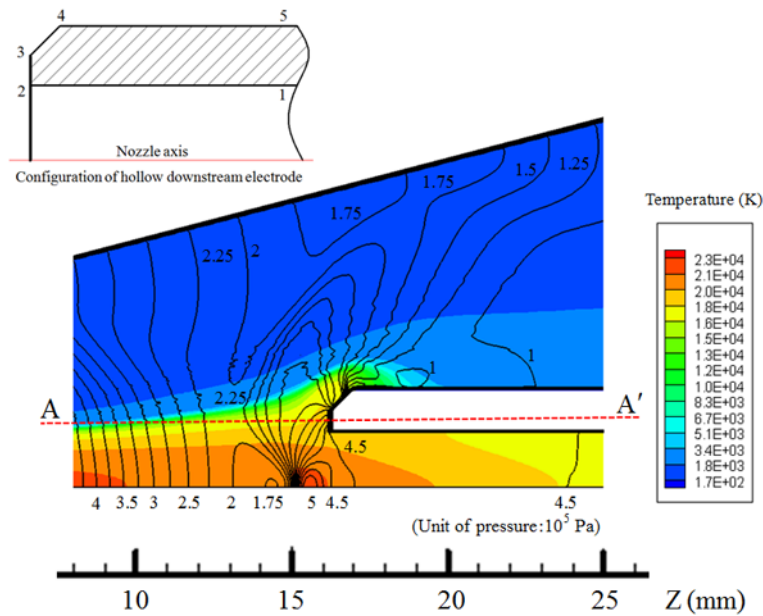 4
5
3
2
1
Nozzle axis
Configuration of hollow downstream electrode
1.25
1.5
1.75
1.75
2
2.25
Temperature (K)
2.3E+04
2.1E+04
2.0E+04
1.8E+04
1.6E+04
1.5E+04
1.3E+04
1.2E+04
1.0E+04
8.3E+03
6.7E+03
5.1E+03
3.4E+03
1.8E+03
1.7E+02
1
1
2.25
A
A′
4.5
4 3.5 3 2.5 2 1.75 5 4.5 4.5
(Unit of pressure:10⁵ Pa)
10 15 20 25 Z (mm)